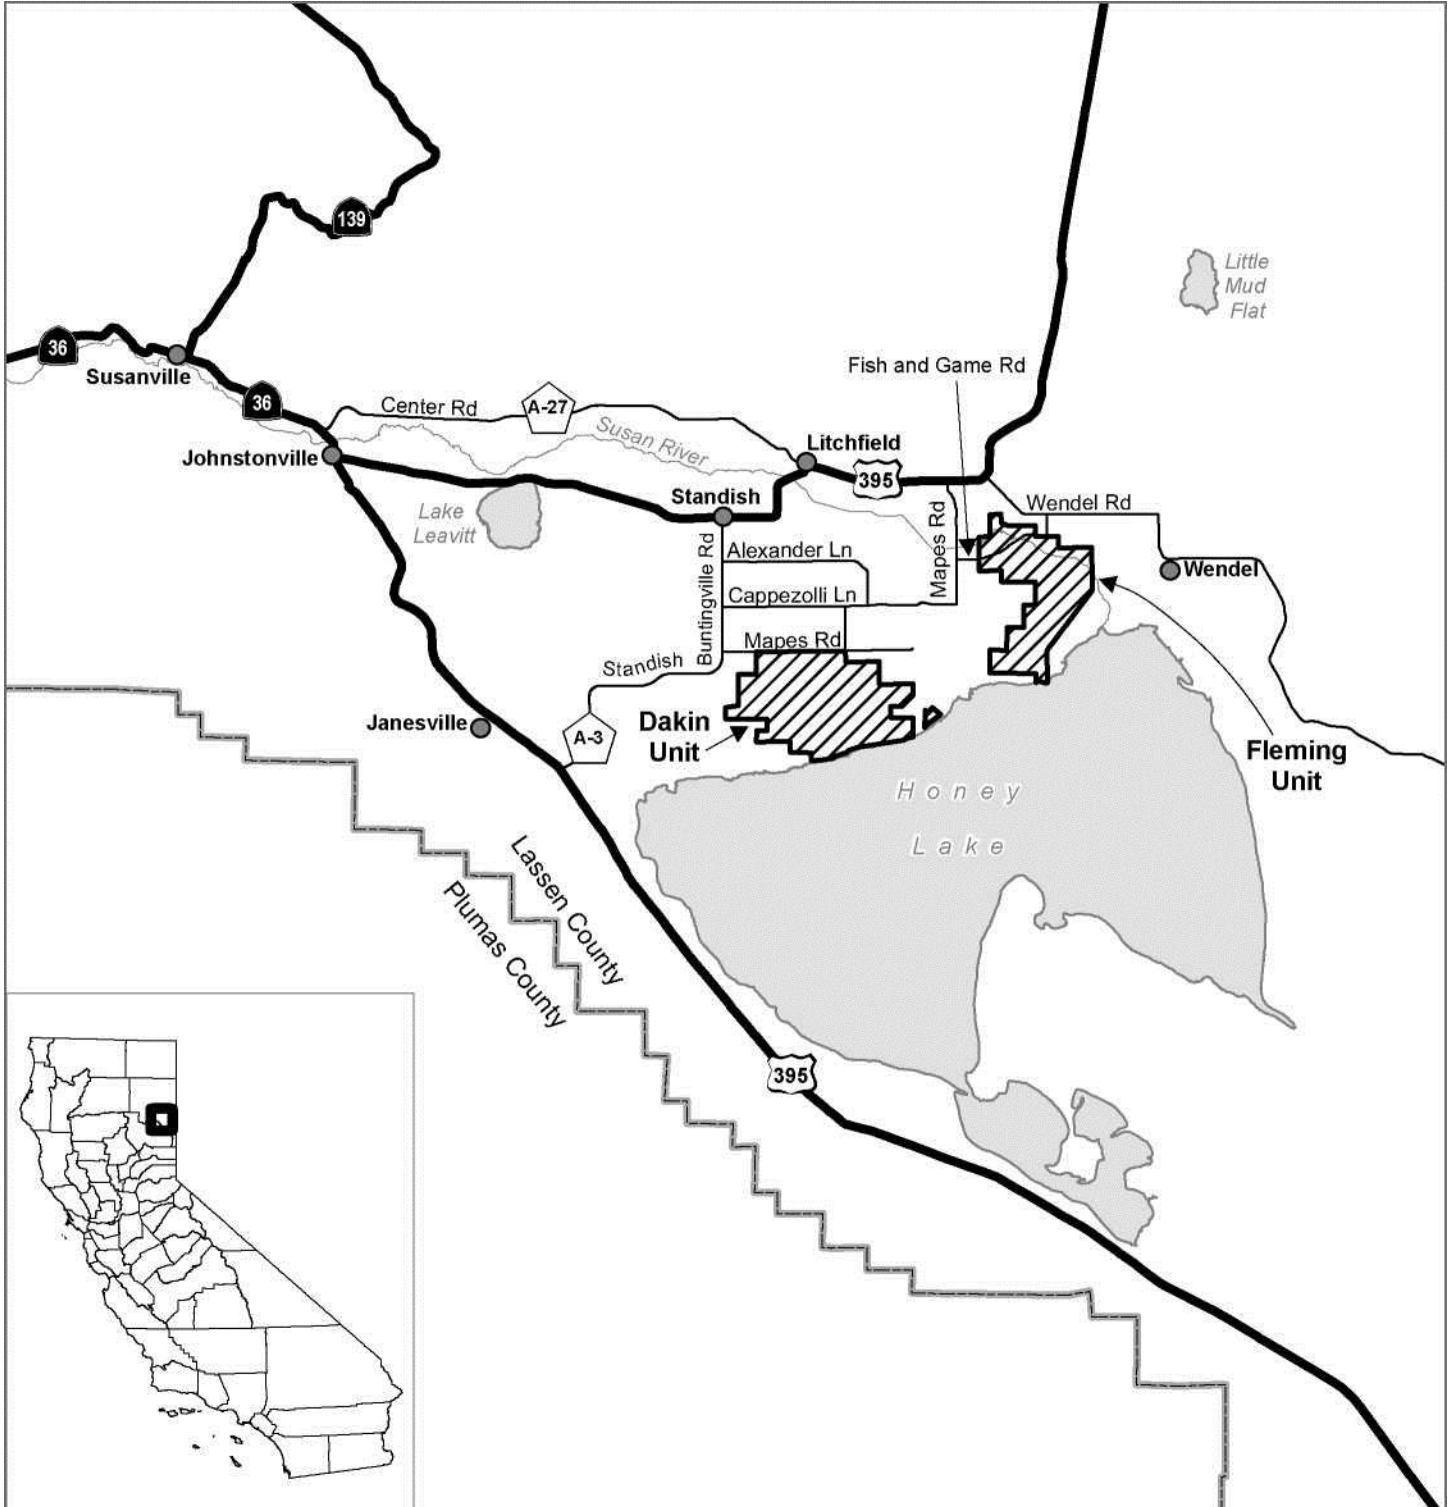 139
Little
Mud
Flat
36
Susanville
Fish and Game Rd
36
Center Rd
A-27
Susan River
Litchfield
Johnstonville
395
Standish
Wendel Rd
Lake
Leavitt
Mapes Rd
Buntingville Rd
Alexander Ln
Wendel
Cappezolli Ln
Mapes Rd
Standish
Janesville
Dakin
Unit
A-3
Fleming
Unit
Honey
Lake
Lassen County
Plumas County
395